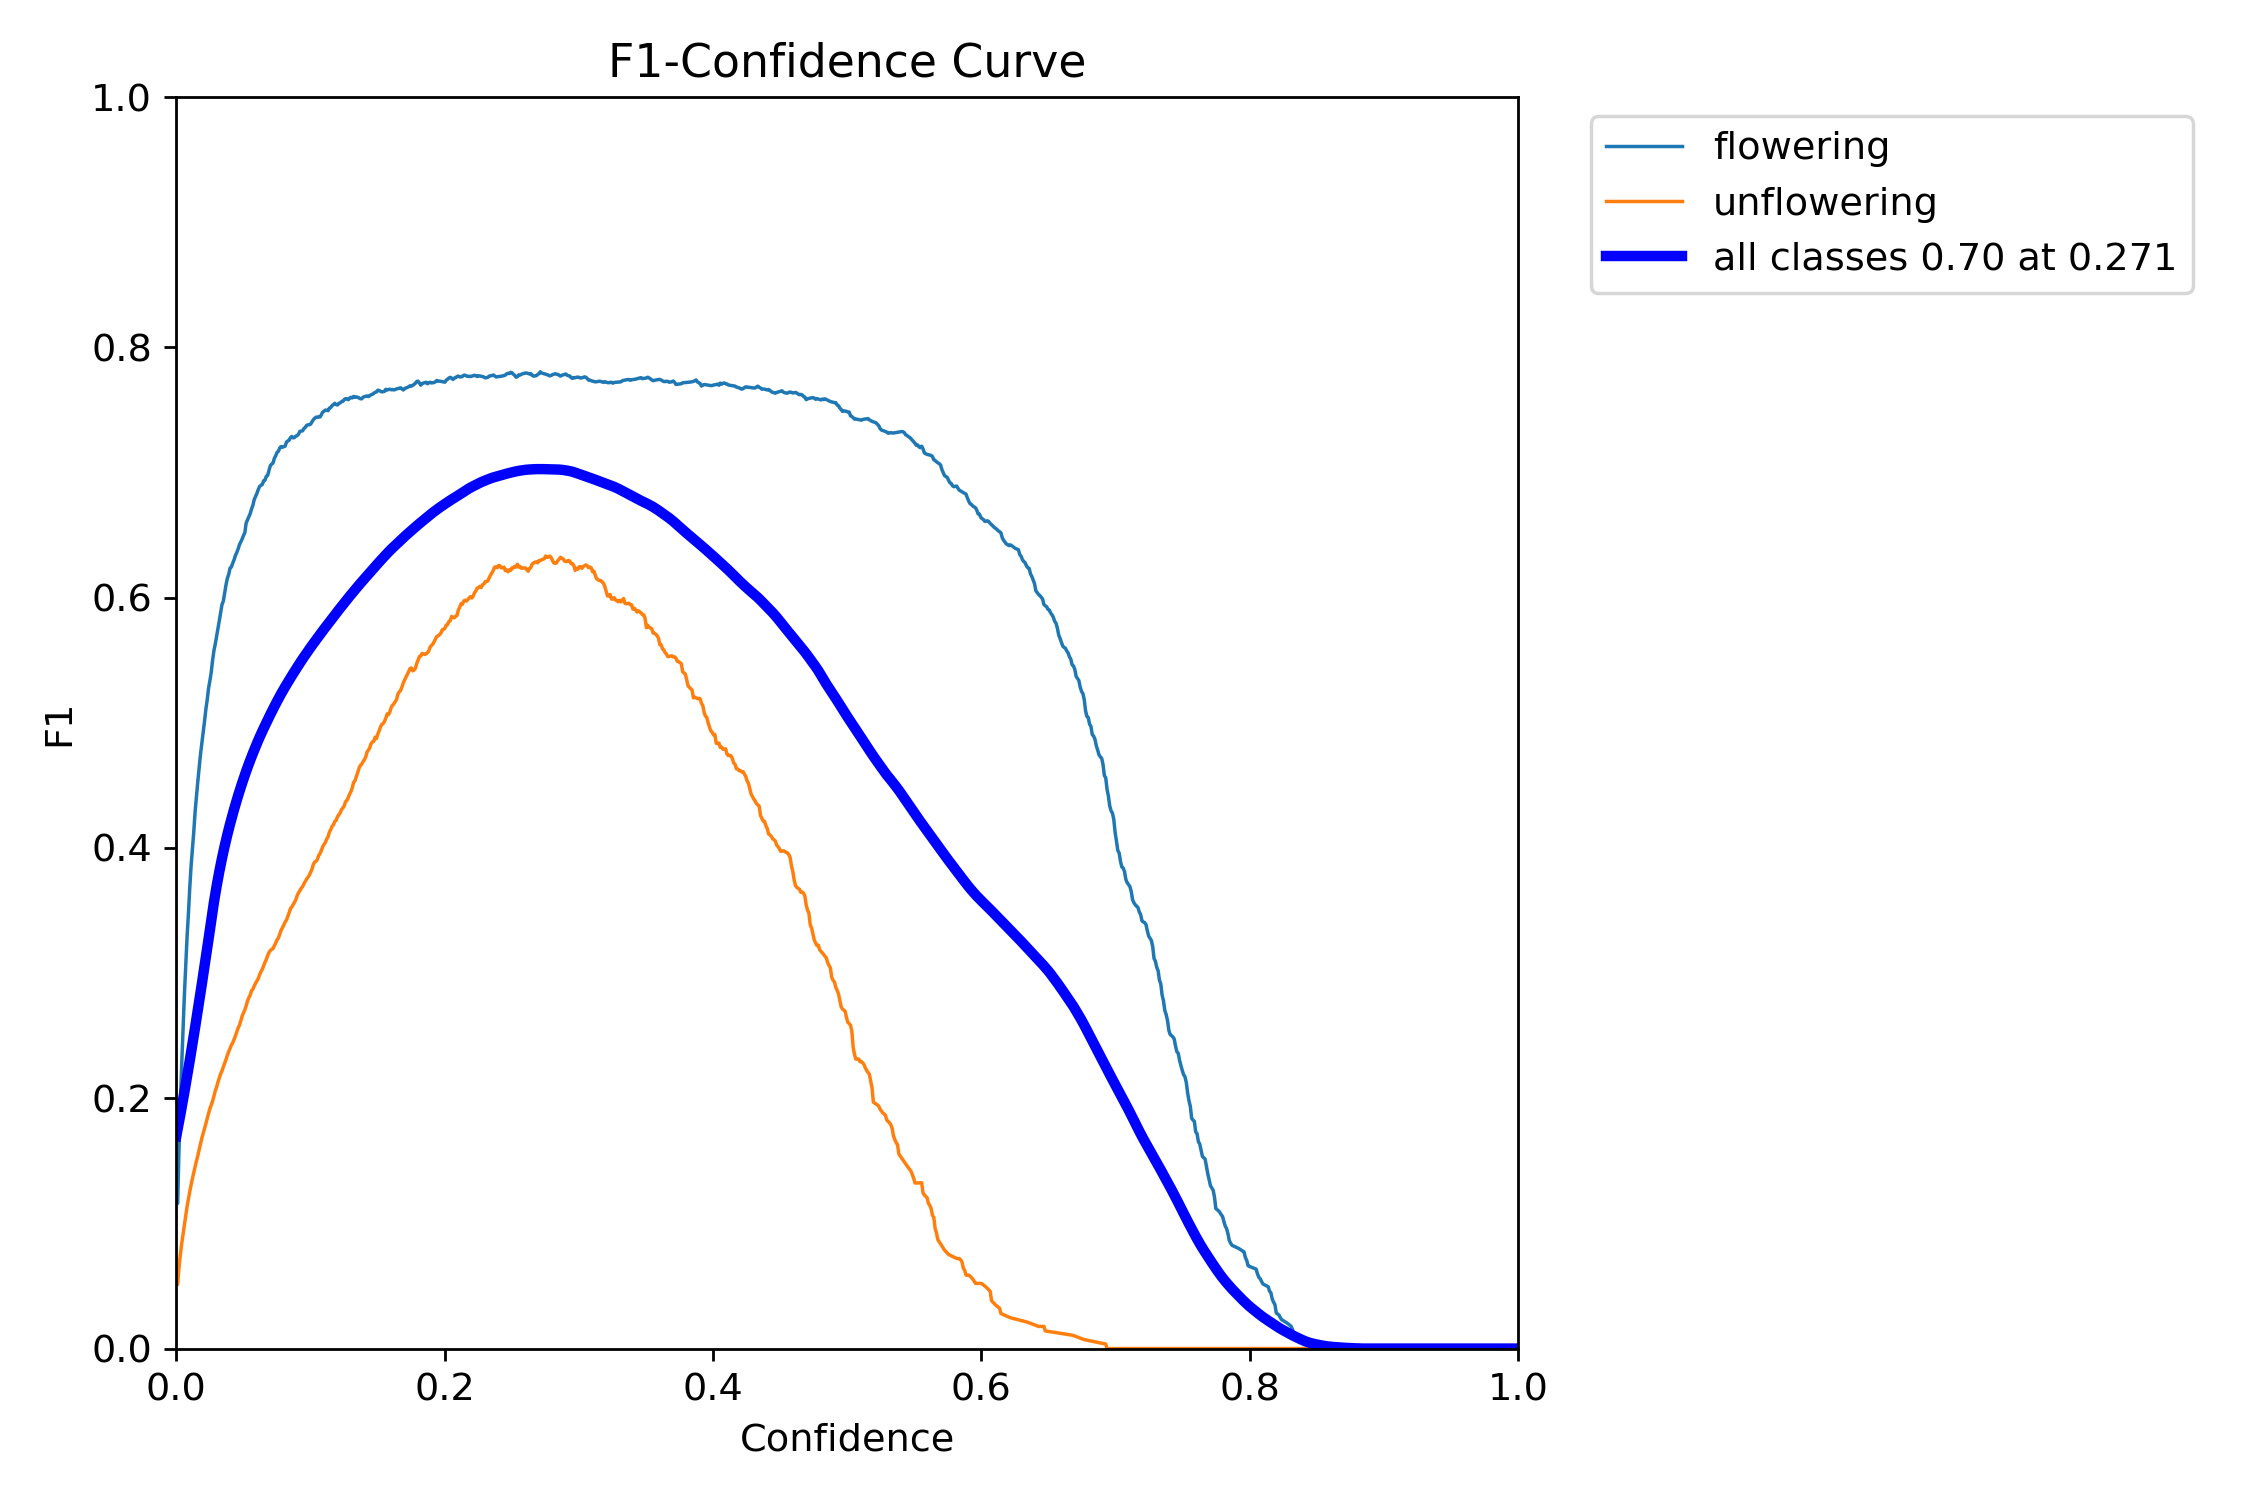 F1-Confidence Curve
1.0
0.8
0.6
0.4
0.2
0.0
F1
0.0 0.2 0.4 0.6 0.8 1.0
Confidence
flowering
unflowering
all classes 0.70 at 0.271